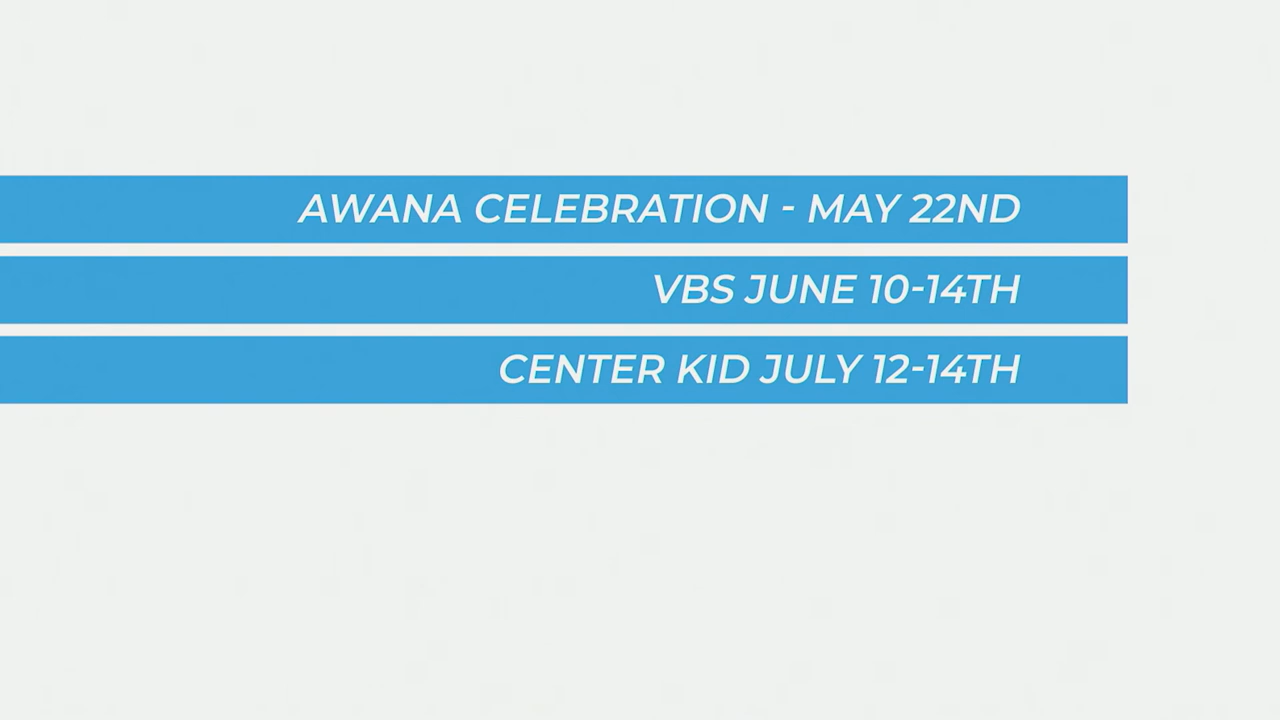 AWANA CELEBRATION - MAY 22ND
VBS JUNE 10-14TH
CENTER KID JULY 12-14TH